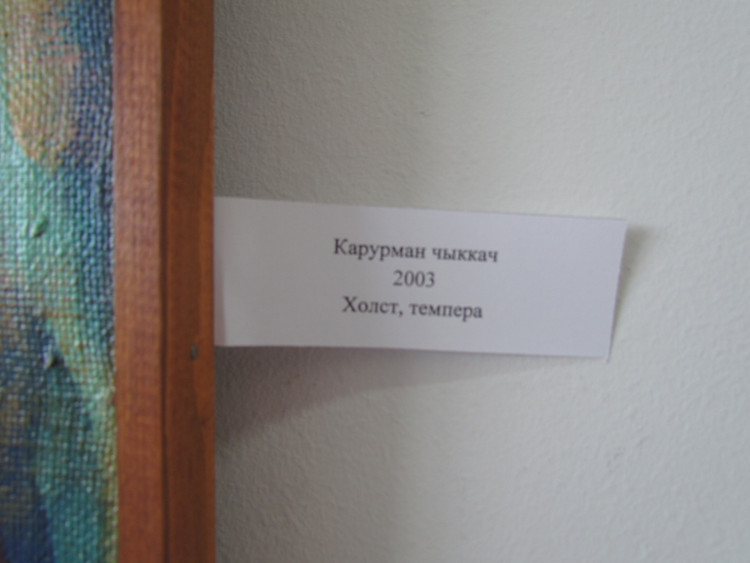 Карурман чыккач
2003
Холст, темпера